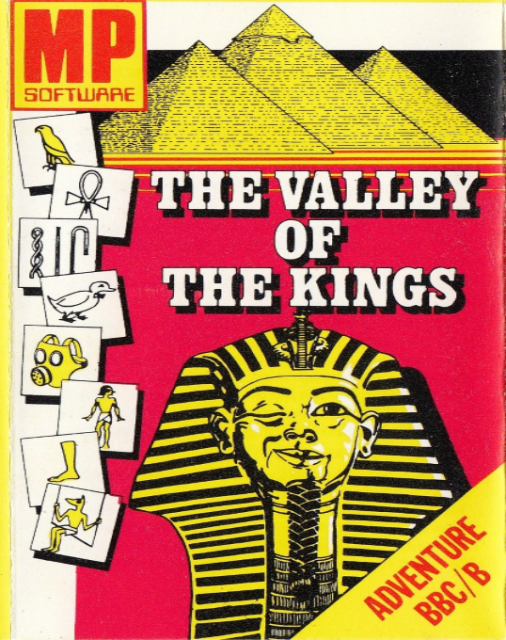 MP
SOFTWARE
THE VALLEY
OF
THE KINGS
ADVENTURE
BBC/B